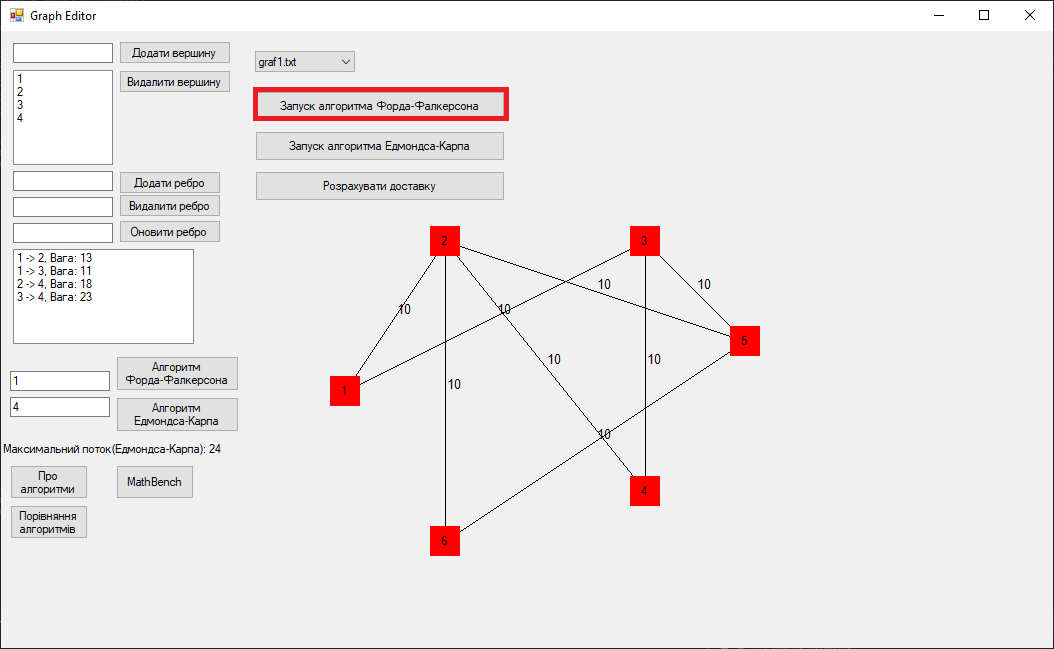 Graph Editor
Додати вершину
1
2
3
4
Видалити вершину
Додати ребро
Видалити ребро
Оновити ребро
1 -> 2, Вага: 13
1 -> 3, Вага: 11
2 -> 4, Вага: 18
3 -> 4, Вага: 23
1
Алгоритм
Форда-Фалкерсона
4
Алгоритм
Едмондса-Карпа
Максимальний поток(Едмондса-Карпа): 24
Про
алгоритми
MathBench
Порівняння
алгоритмів
graf1.txt
Запуск алгоритма Форда-Фалкерсона
Запуск алгоритма Едмондса-Карпа
Розрахувати доставку
2
3
10
10
10
10
5
10
10
10
1
10
4
6